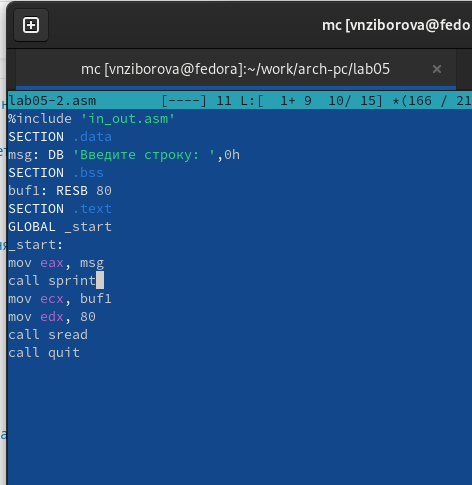 mc [vnziborova@fedo
mc [vnziborova@fedora]:~/work/arch-pc/lab05
lab05-2.asm [----] 11 L:[ 1+ 9 10/ 15] *(166 / 21
%include 'in_out.asm'
SECTION .data
msg: DB 'Введите строку: ',0h
SECTION .bss
buf1: RESB 80
SECTION .text
GLOBAL _start
_start:
mov eax, msg
call sprint
mov ecx, buf1
mov edx, 80
call sread
call quit